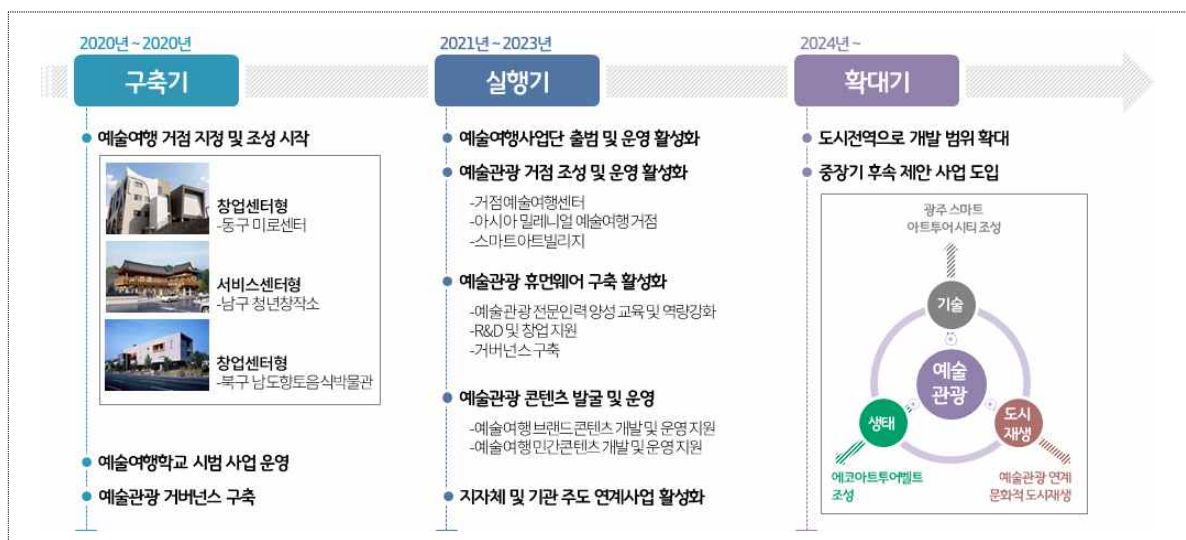 2020년~2020년
구축기
예술여행 거점 지정 및 조성 시작
창업센터형
-동구 미로센터
서비스센터형
-남구 청년창작소
창업센터형
-북구 남도향토음식박물관
예술여행학교 시범 사업 운영
예술관광 거버넌스 구축
2021년~2023년
실행기
예술여행사업단 출범 및 운영 활성화
예술관광 거점 조성 및 운영 활성화
-거점예술여행센터
-아시아 밀레니얼 예술여행 거점
-스마트아트빌리지
예술관광 휴먼웨어 구축 활성화
-예술관광 전문인력 양성 교육 및 역량강화
-R&D 및 창업 지원
-거버넌스 구축
예술관광 콘텐츠 발굴 및 운영
-예술여행 브랜드콘텐츠 개발 및 운영 지원
-예술여행 민간콘텐츠 개발 및 운영 지원
지자체 및 기관 주도 연계사업 활성화
2024년~
확대기
도시전역으로 개발 범위 확대
중장기 후속 제안 사업 도입
광주 스마트
아트투어시티 조성
기술
예술
관광
생태
도시
재생
에코아트투어벨트
조성
예술관광 연계
문화적 도시재생